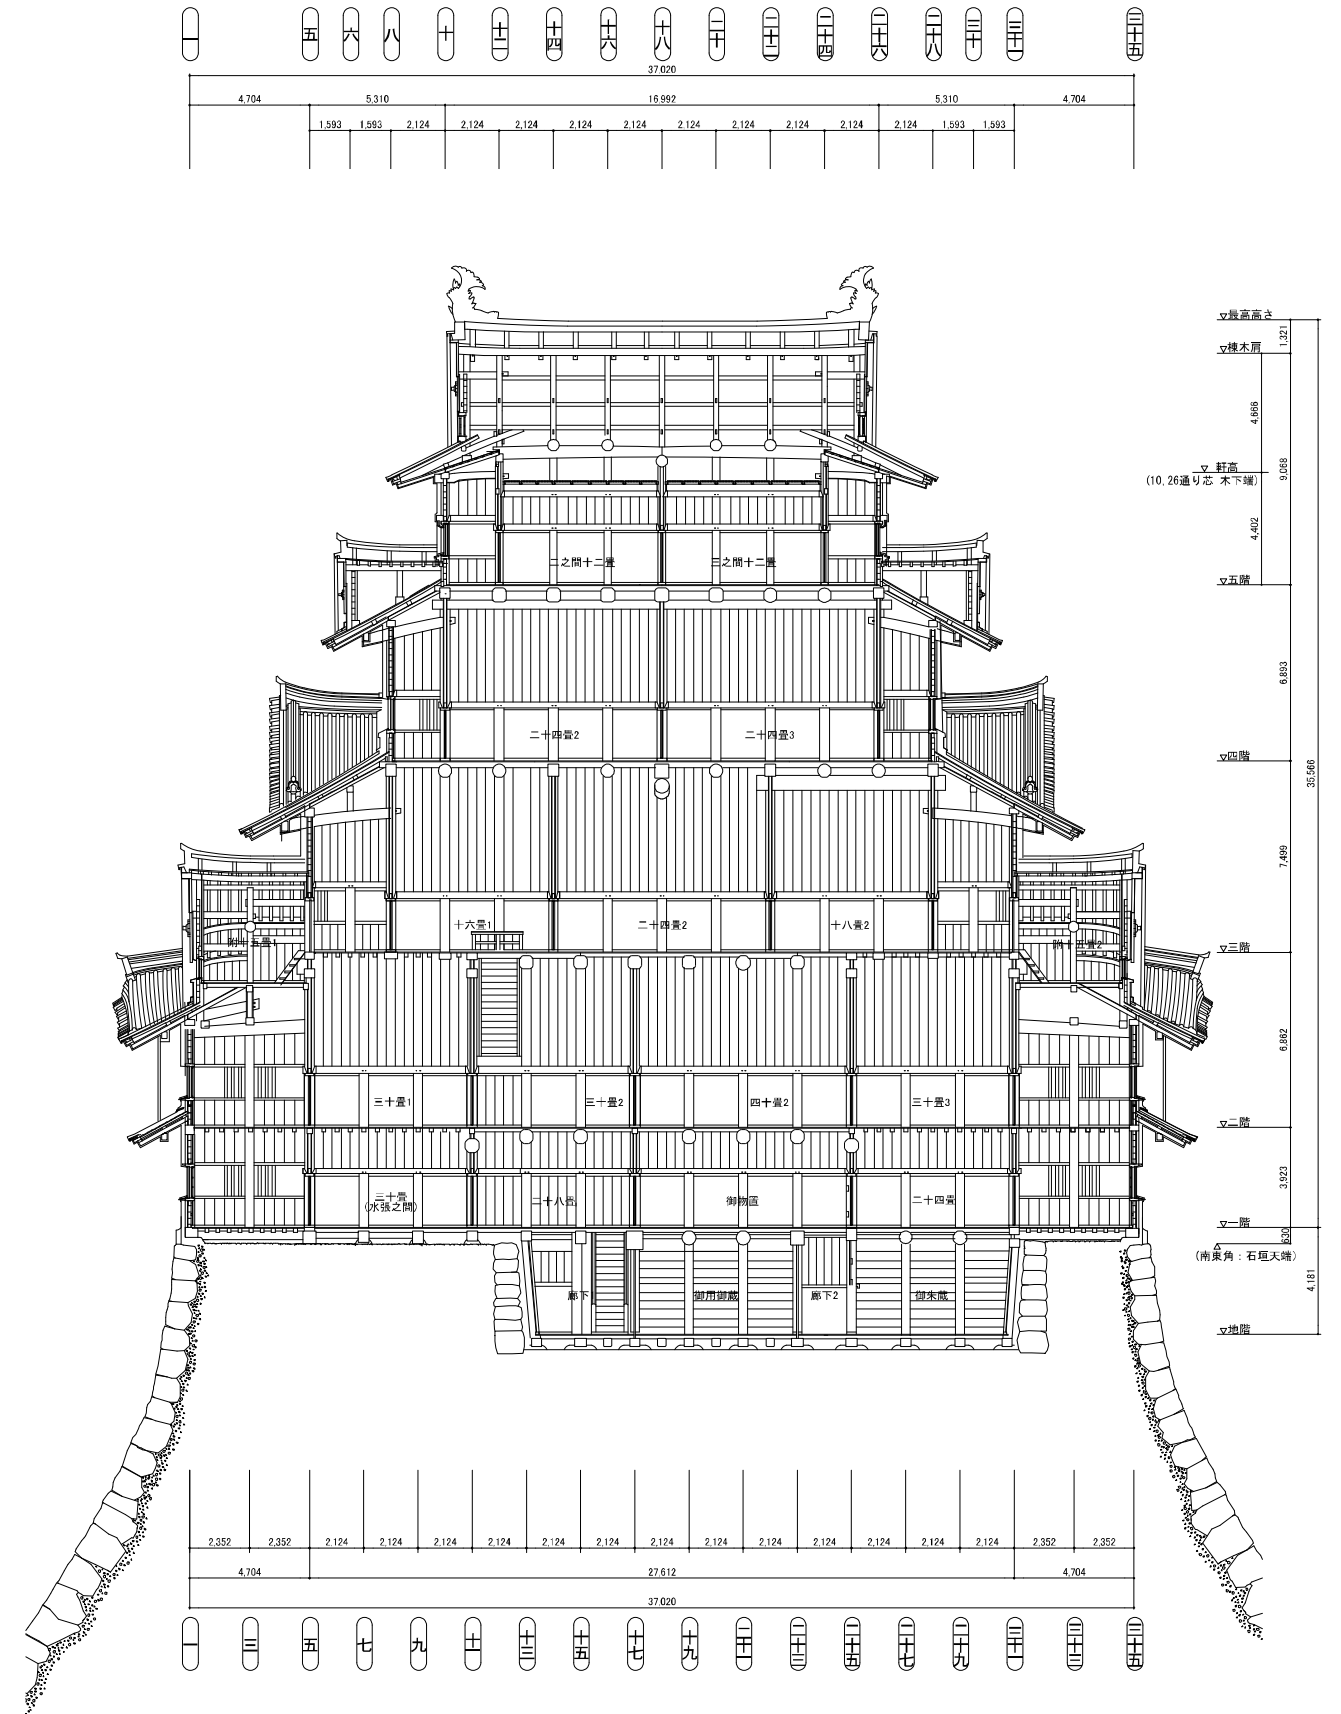 一 五 六 八 十 十二 十四 十六 十八 二十 二十二 二十四 二十六 二十八 三十 三十一 三十五
37,020
4,704 5,310 16,992 5,310 4,704
1,593 1,593 2,124 2,124 2,124 2,124 2,124 2,124 2,124 2,124 2,124 2,124 1,593 1,593
▽最高高さ
1,321
▽棟木肩
4,666
9,068
▽ 軒高
(10,26通り芯 木下端)
4,402
二之間十二畳 三之間十二畳
▽五階
6,893
二十四畳2 二十四畳3
▽四階
35,566
7,499
附十五畳1 十六畳1 二十四畳2 十八畳2 附十五畳2
▽三階
6,862
三十畳1 三十畳2 四十畳2 三十畳3
▽二階
3,923
三十畳
(水張之間)
二十八畳 御物置 二十四畳
▽一階
630
(南東角：石垣天端)
4,181
廊下1 御用御蔵 廊下2 御朱蔵
▽地階
2,352 2,352 2,124 2,124 2,124 2,124 2,124 2,124 2,124 2,124 2,124 2,124 2,124 2,124 2,124 2,352 2,352
4,704 27,612 4,704
37,020
一 三 五 七 九 十一 十三 十五 十七 十九 二十一 二十三 二十五 二十七 二十九 三十一 三十三 三十五